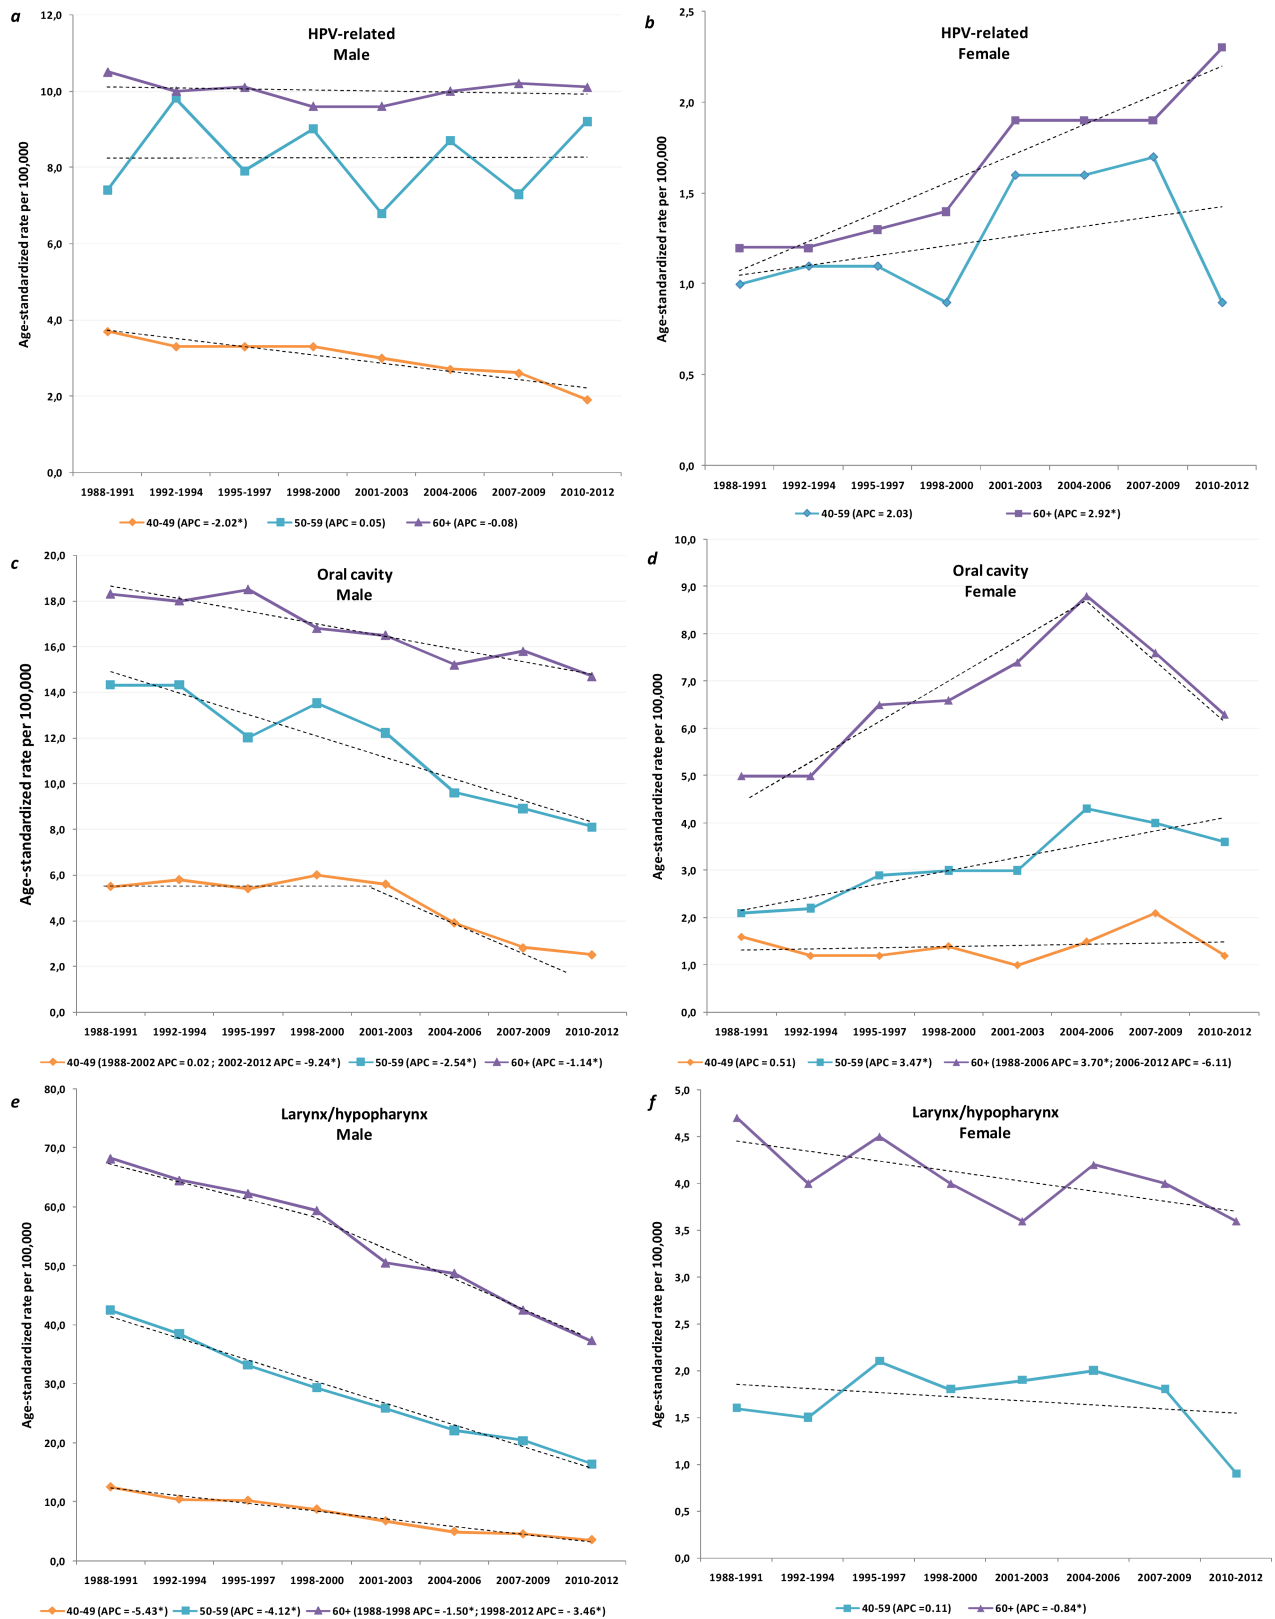 a
HPV-related
Male
Age-standardized rate per 100,000
12,0
10,0
8,0
6,0
4,0
2,0
0,0
1988-1991 1992-1994 1995-1997 1998-2000 2001-2003 2004-2006 2007-2009 2010-2012
40-49 (APC = -2.02*) 50-59 (APC = 0.05) 60+ (APC = -0.08)
b
HPV-related
Female
Age-standardized rate per 100,000
2,5
2,0
1,5
1,0
0,5
0,0
1988-1991 1992-1994 1995-1997 1998-2000 2001-2003 2004-2006 2007-2009 2010-2012
40-59 (APC = 2.03) 60+ (APC = 2.92*)
c
Oral cavity
Male
Age-standardized rate per 100,000
20,0
18,0
16,0
14,0
12,0
10,0
8,0
6,0
4,0
2,0
0,0
1988-1991 1992-1994 1995-1997 1998-2000 2001-2003 2004-2006 2007-2009 2010-2012
40-49 (1988-2002 APC = 0.02 ; 2002-2012 APC = -9.24*) 50-59 (APC = -2.54*) 60+ (APC = -1.14*)
d
Oral cavity
Female
Age-standardized rate per 100,000
10,0
9,0
8,0
7,0
6,0
5,0
4,0
3,0
2,0
1,0
0,0
1988-1991 1992-1994 1995-1997 1998-2000 2001-2003 2004-2006 2007-2009 2010-2012
40-49 (APC = 0.51) 50-59 (APC = 3.47*) 60+ (1988-2006 APC = 3.70*; 2006-2012 APC = -6.11)
e
Larynx/hypopharynx
Male
Age-standardized rate per 100,000
80,0
70,0
60,0
50,0
40,0
30,0
20,0
10,0
0,0
1988-1991 1992-1994 1995-1997 1998-2000 2001-2003 2004-2006 2007-2009 2010-2012
40-49 (APC = -5.43*) 50-59 (APC = -4.12*) 60+ (1988-1998 APC = -1.50*; 1998-2012 APC = - 3.46*)
f
Larynx/hypopharynx
Female
Age-standardized rate per 100,000
5,0
4,5
4,0
3,5
3,0
2,5
2,0
1,5
1,0
0,5
0,0
1988-1991 1992-1994 1995-1997 1998-2000 2001-2003 2004-2006 2007-2009 2010-2012
40-59 (APC =0.11) 60+ (APC = -0.84*)